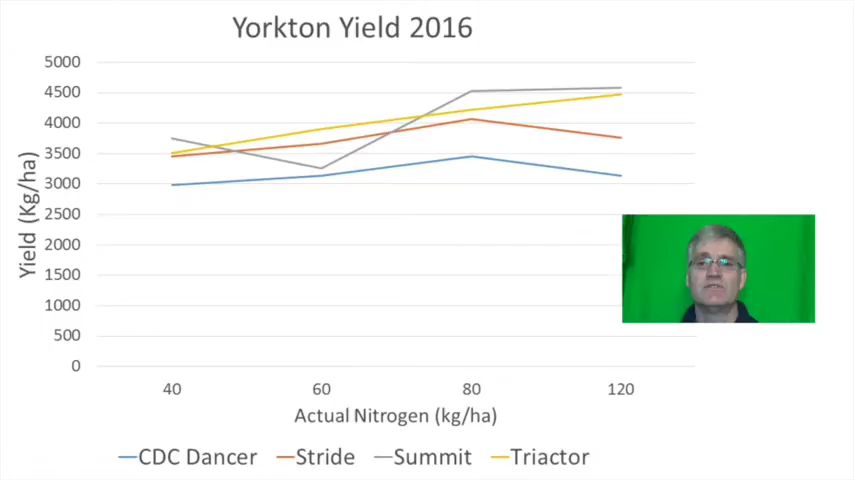 Yorkton Yield 2016
5000
4500
4000
3500
3000
2500
2000
1500
1000
500
0
Yield (Kg/ha)
40 60 80 120
Actual Nitrogen (kg/ha)
CDC Dancer Stride Summit Triactor